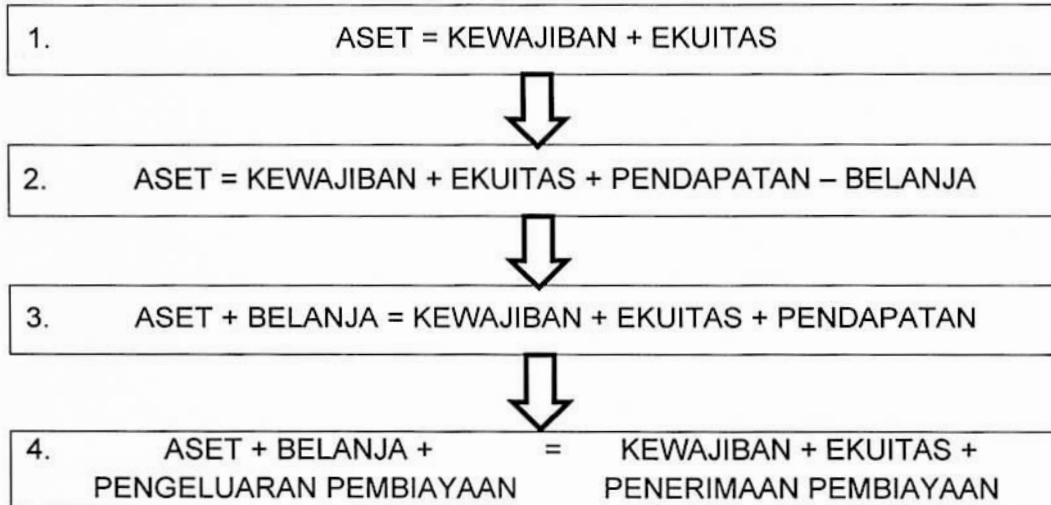 1. ASET = KEWAJIBAN + EKUITAS
2. ASET = KEWAJIBAN + EKUITAS + PENDAPATAN – BELANJA
3. ASET + BELANJA = KEWAJIBAN + EKUITAS + PENDAPATAN
4. ASET + BELANJA + = KEWAJIBAN + EKUITAS +
PENGELUARAN PEMBIAYAAN PENERIMAAN PEMBIAYAAN